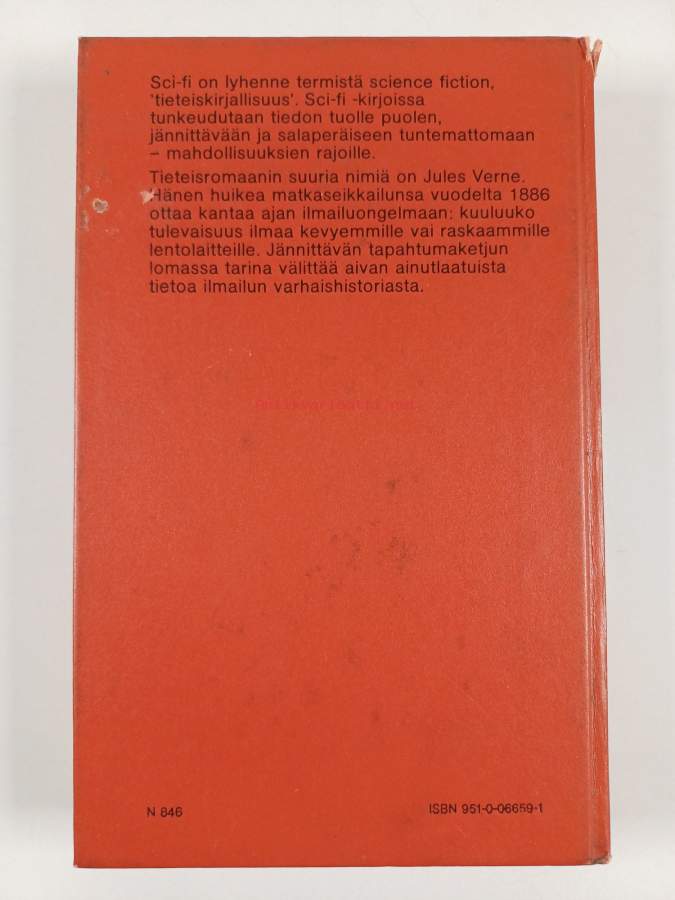 Sci-fi on lyhenne termistä science fiction,
'tieteiskirjallisuus'. Sci-fi -kirjoissa
tunkeudutaan tiedon tuolle puolen,
jännittävään ja salaperäiseen tuntemattomaan
– mahdollisuuksien rajoille.
Tieteisromaanin suuria nimiä on Jules Verne.
Hänen huikea matkaseikkailunsa vuodelta 1886
ottaa kantaa ajan ilmailuongelmaan: kuuluuko
tulevaisuus ilmaa kevyemmille vai raskaammille
lentolaitteille. Jännittävän tapahtumaketjun
lomassa tarina välittää aivan ainutlaatuista
tietoa ilmailun varhaishistoriasta.
Antikvariaatti.net
N 846
ISBN 951-0-06659-1